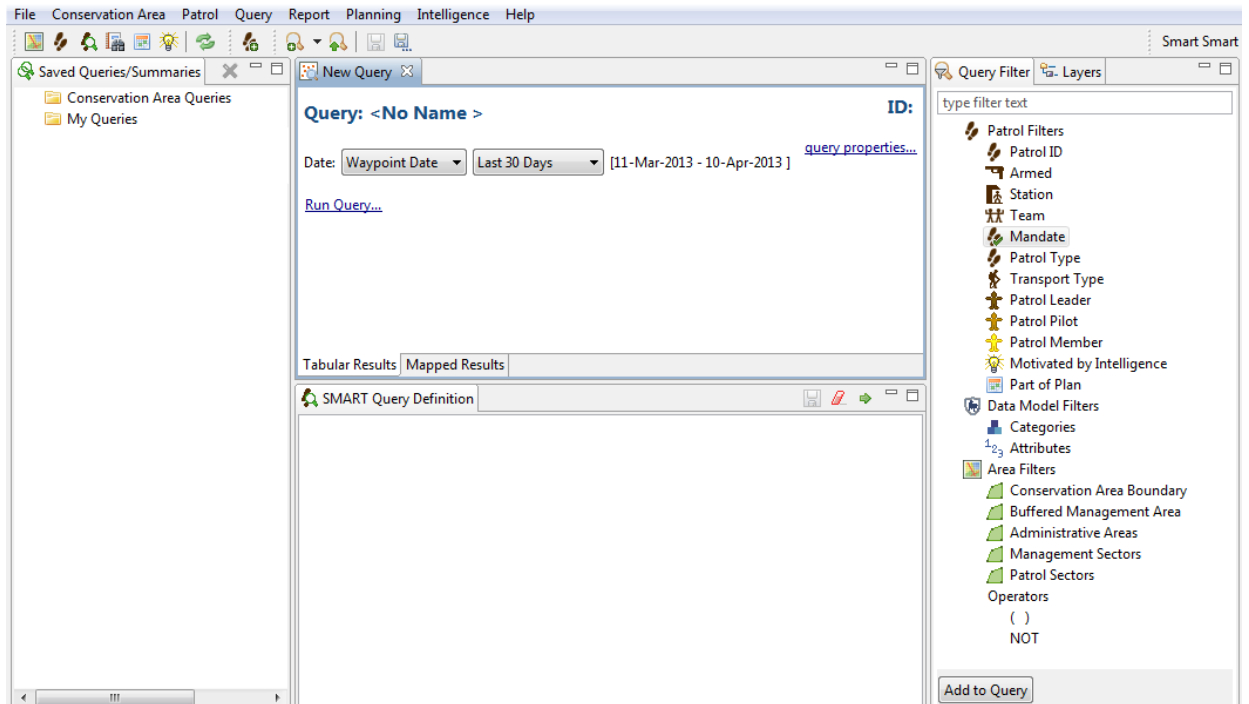 File Conservation Area Patrol Query Report Planning Intelligence Help
Smart Smart
Saved Queries/Summaries
Conservation Area Queries
My Queries
New Query
Query: <No Name >
ID:
query properties...
Date: Waypoint Date Last 30 Days [11-Mar-2013 - 10-Apr-2013 ]
Run Query...
Tabular Results Mapped Results
SMART Query Definition
Query Filter Layers
type filter text
Patrol Filters
Patrol ID
Armed
Station
Team
Mandate
Patrol Type
Transport Type
Patrol Leader
Patrol Pilot
Patrol Member
Motivated by Intelligence
Part of Plan
Data Model Filters
Categories
123 Attributes
Area Filters
Conservation Area Boundary
Buffered Management Area
Administrative Areas
Management Sectors
Patrol Sectors
Operators
( )
NOT
Add to Query